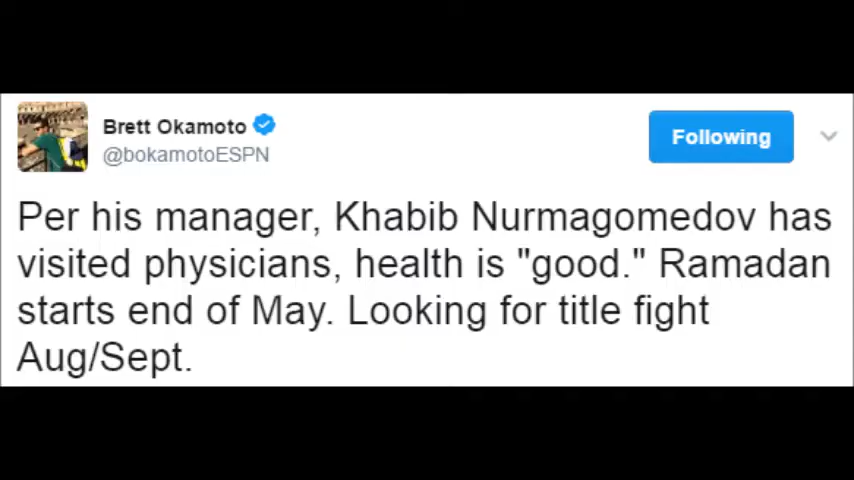 Brett Okamoto
@bokamotoESPN
Following
Per his manager, Khabib Nurmagomedov has
visited physicians, health is "good." Ramadan
starts end of May. Looking for title fight
Aug/Sept.